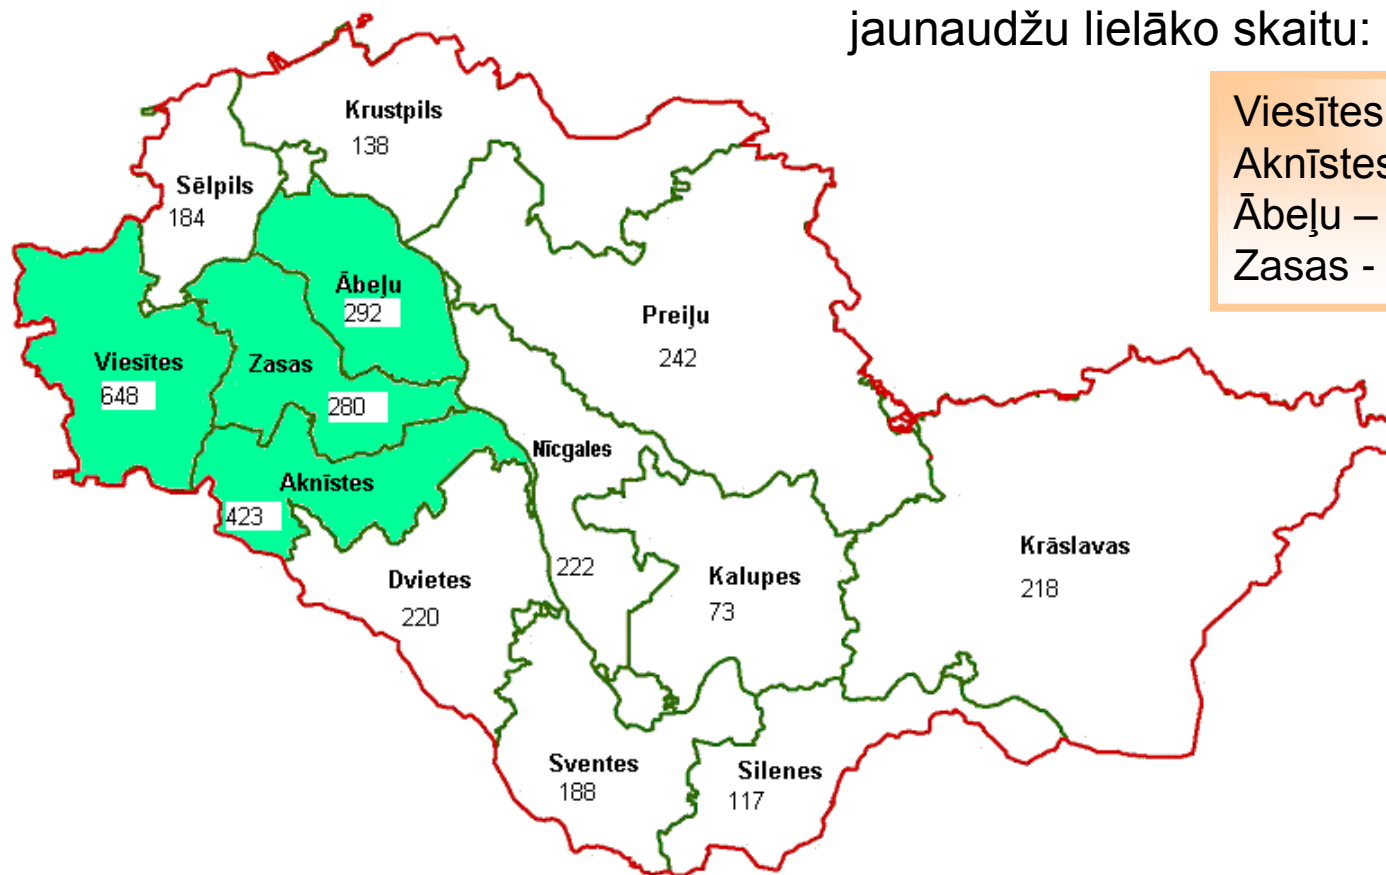 jaunaudžu lielāko skaitu:
Viesītes
Aknīstes
Ābeļu –
Zasas -
Krustpils
138
Sēlpils
184
Ābeļu
292
Preiļu
242
Viesītes
648
Zasas
280
Nīcgales
222
Aknīstes
423
Krāslavas
218
Kalupes
73
Dvietes
220
Sventes
188
Silenes
117